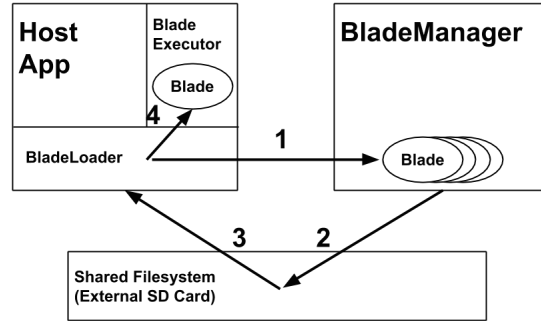 Host
App
Blade
Executor
Blade
4
BladeLoader
1
BladeManager
Blade
3
2
Shared Filesystem
(External SD Card)